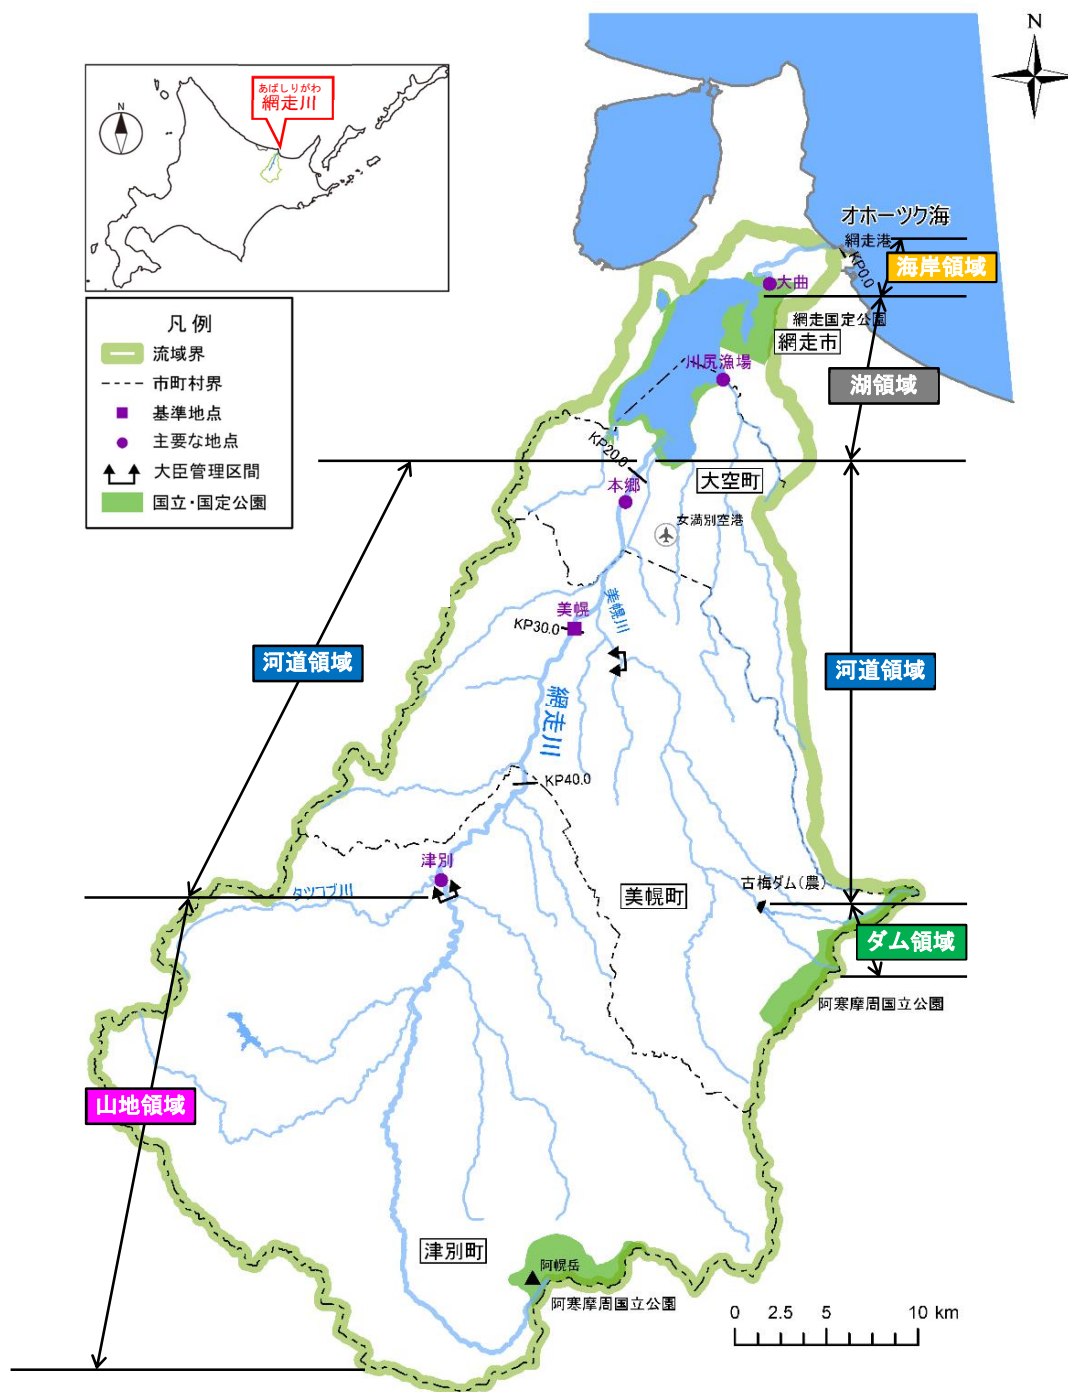 N
あばしりがわ
網走川
N
オホーツク海
網走港
KP0.0
海岸領域
大曲
網走国定公園
網走市
川尻漁場
湖領域
凡例
流域界
市町村界
基準地点
主要な地点
大臣管理区間
国立・国定公園
KP20.0
大空町
本郷
女満別空港
美幌
美幌川
KP30.0
河道領域
河道領域
網走川
KP40.0
津別
タツコブ川
古梅ダム(農)
美幌町
ダム領域
阿寒摩周国立公園
山地領域
津別町
阿幌岳
阿寒摩周国立公園
0 2.5 5 10 km